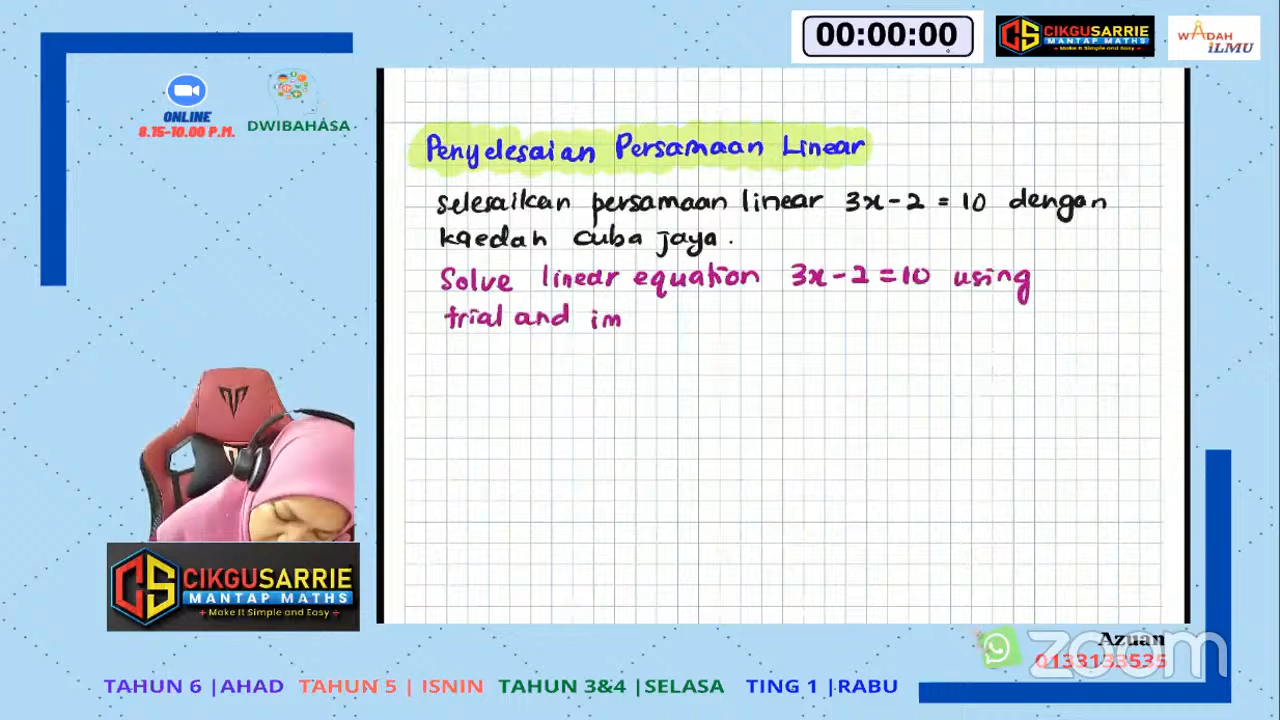 00:00:00
CS CIKGUSARRIE
MANTAP MATHS
Make It Simple and Easy
WADAH
iLMU
ONLINE
8.15-10.00 P.M.
DWIBAHASA
Penyelesaian Persamaan Linear
selesaikan persamaan linear 3x - 2 = 10 dengan
kaedah cuba jaya.
Solve linear equation 3x - 2 = 10 using
trial and im
CS CIKGUSARRIE
MANTAP MATHS
+ Make It Simple and Easy +
Azuan
zoom
0133133535
TAHUN 6 |AHAD TAHUN 5 | ISNIN TAHUN 3&4 |SELASA TING 1 |RABU